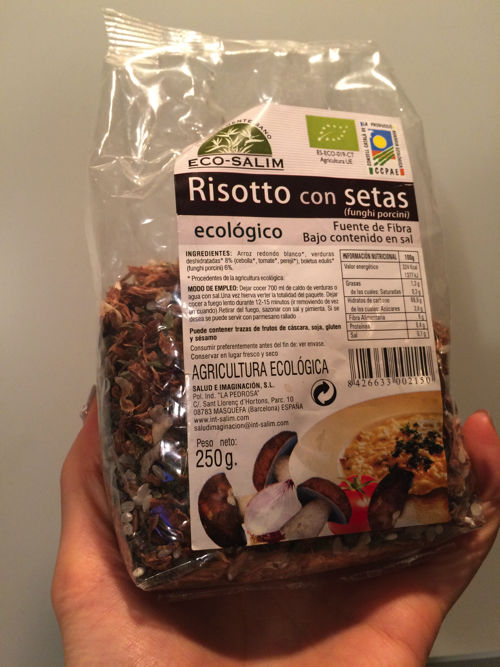 ECO-SALIM
ES-ECO-019-CT
Agricultura UE
CCPAE
Risotto con setas
(funghi porcini)
ecológico
Fuente de Fibra
Bajo contenido en sal
INGREDIENTES: Arroz redondo blanco*, verduras
deshidratadas* 8% (cebolla*, tomate*, perejil*), boletus edulis*
(funghi porcini) 6%.
* Procedentes de la agricultura ecológica.
MODO DE EMPLEO: Dejar cocer 700 ml de caldo de verduras o
agua con sal. Una vez hierva verter la totalidad del paquete. Dejar
cocer a fuego lento durante 12-15 minutos (ir removiendo de vez
en cuando). Retirar del fuego, sazonar con sal y pimienta. Si se
desea se puede servir con parmesano rallado
Puede contener trazas de frutos de cáscara, soja, gluten
y sésamo
Consumir preferentemente antes del fin de: ver envase.
Conservar en lugar fresco y seco
INFORMACIÓN NUTRICIONAL 100g
Valor energético
Grasas 1,3 g
de las cuales: Saturadas
Hidratos de carbono
de los cuales: Azúcares
Fibra Alimentaria
Proteínas
Sal
8 426633 002150
AGRICULTURA ECOLÓGICA
SALUD E IMAGINACIÓN, S.L.
Pol. Ind. "LA PEDROSA"
C/. Sant Llorenç d'Hortons, Parc. 10
08783 MASQUEFA (Barcelona) ESPAÑA
www.int-salim.com
saludimaginacion@int-salim.com
Peso neto:
250 g.